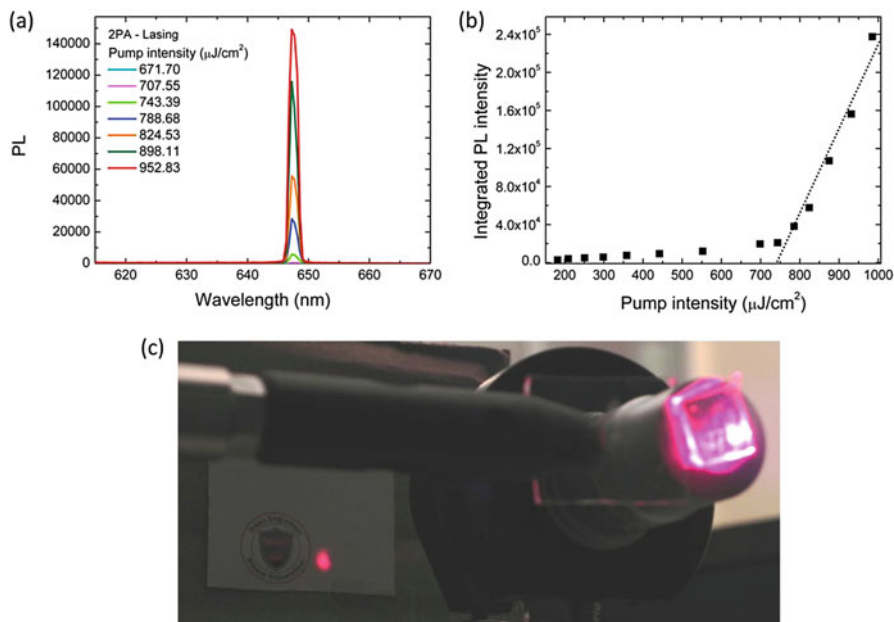 (a)
2PA - Lasing
Pump intensity (μJ/cm²)
671.70
707.55
743.39
788.68
824.53
898.11
952.83
PL
140000
120000
100000
80000
60000
40000
20000
0
620 630 640 650 660 670
Wavelength (nm)
(b)
Integrated PL intensity
2.4x10⁵
2.0x10⁵
1.6x10⁵
1.2x10⁵
8.0x10⁴
4.0x10⁴
0.0
200 300 400 500 600 700 800 900 1000
Pump intensity (μJ/cm²)
(c)